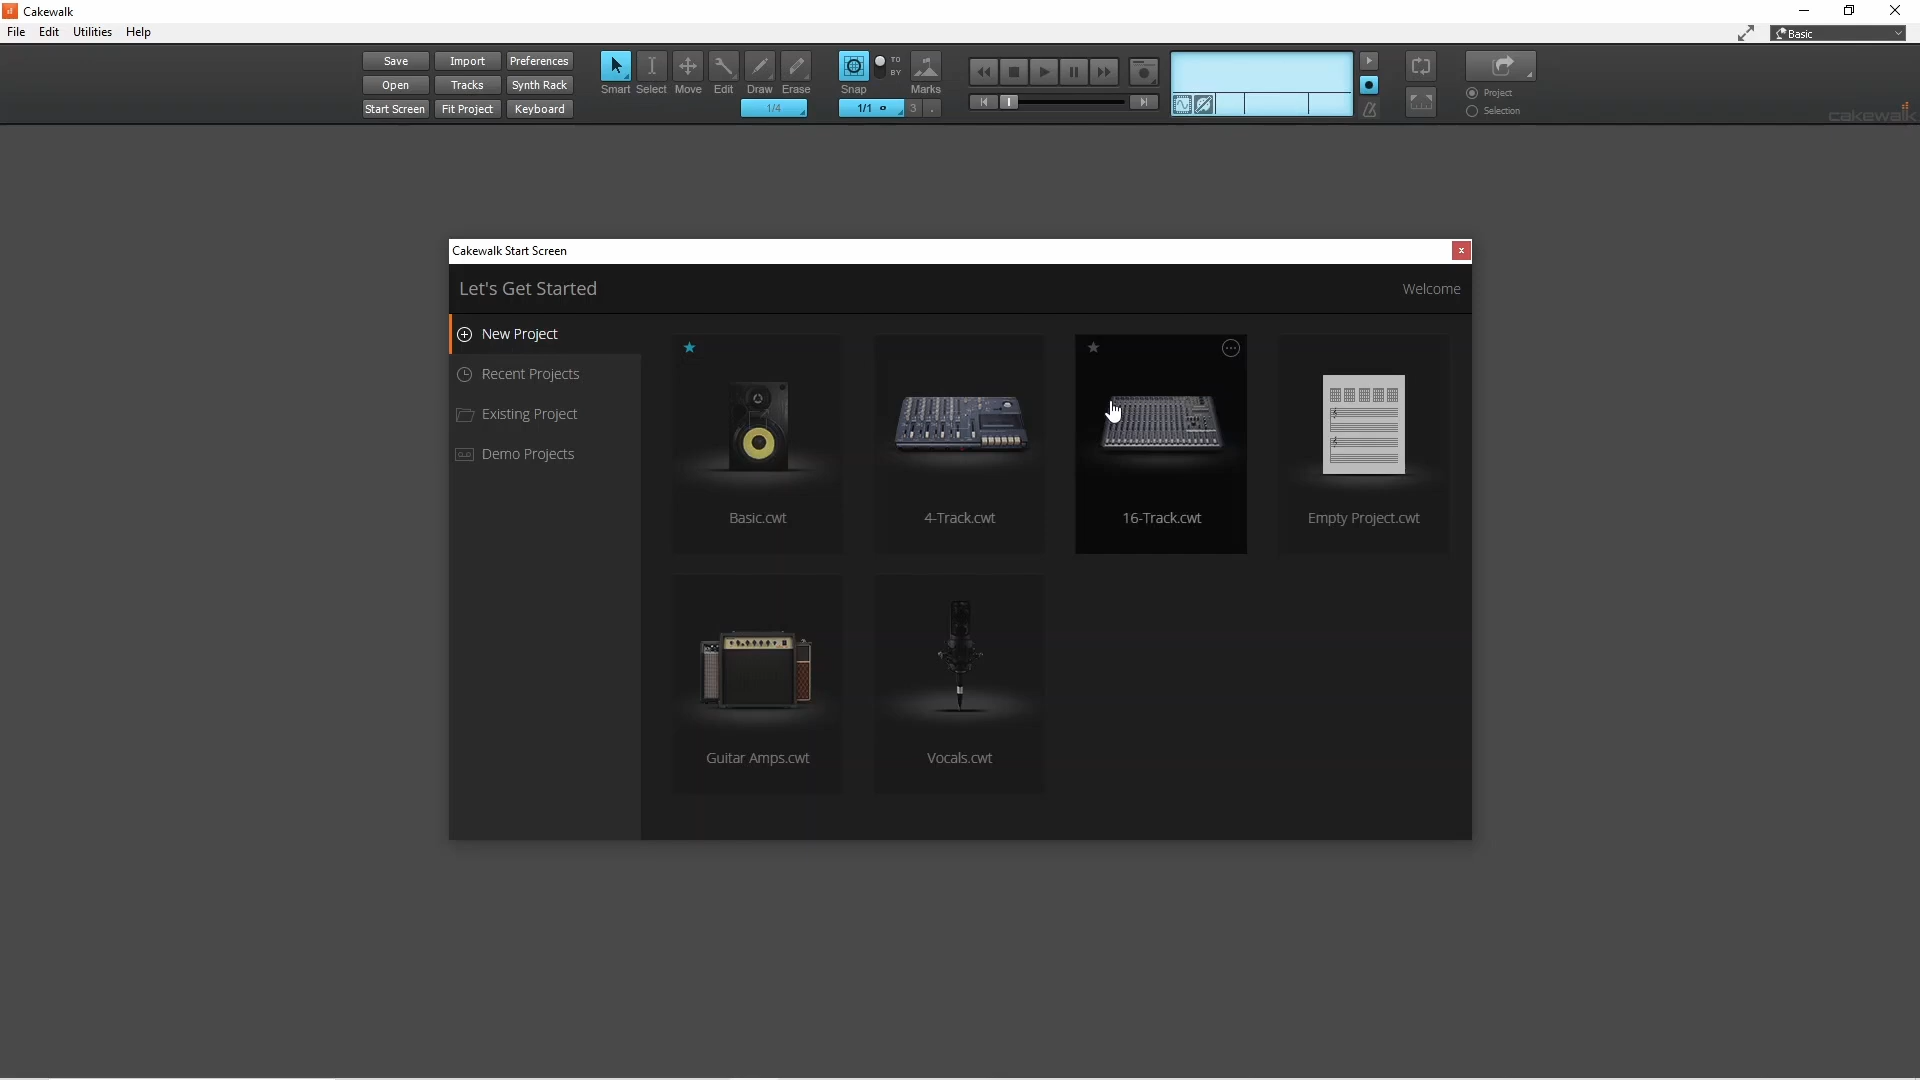 Cakewalk
File Edit Utilities Help
Basic
Save Import Preferences
Open Tracks Synth Rack
Start Screen Fit Project Keyboard
Smart Select Move Edit Draw Erase
1/4
Snap
TO
BY
Marks
1/1
3
Project
Selection
cakewalk
Cakewalk Start Screen
Let's Get Started
Welcome
New Project
Recent Projects
Existing Project
Demo Projects
Basic.cwt
4-Track.cwt
16-Track.cwt
Empty Project.cwt
Guitar Amps.cwt
Vocals.cwt